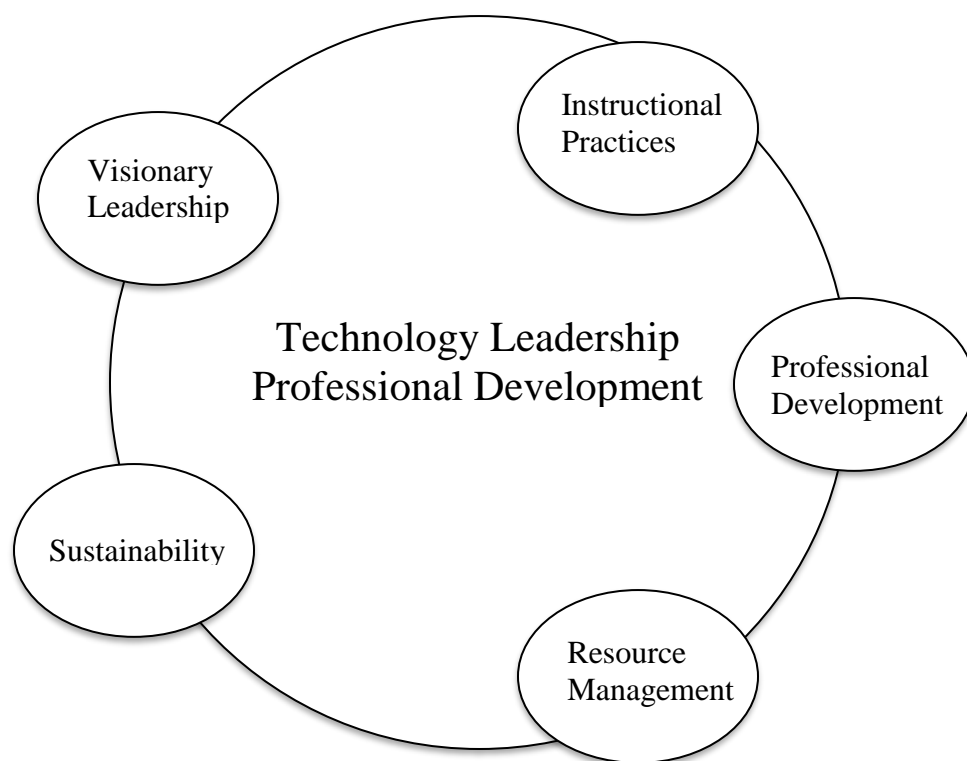 Instructional
Practices
Visionary
Leadership
Technology Leadership
Professional Development
Professional
Development
Sustainability
Resource
Management